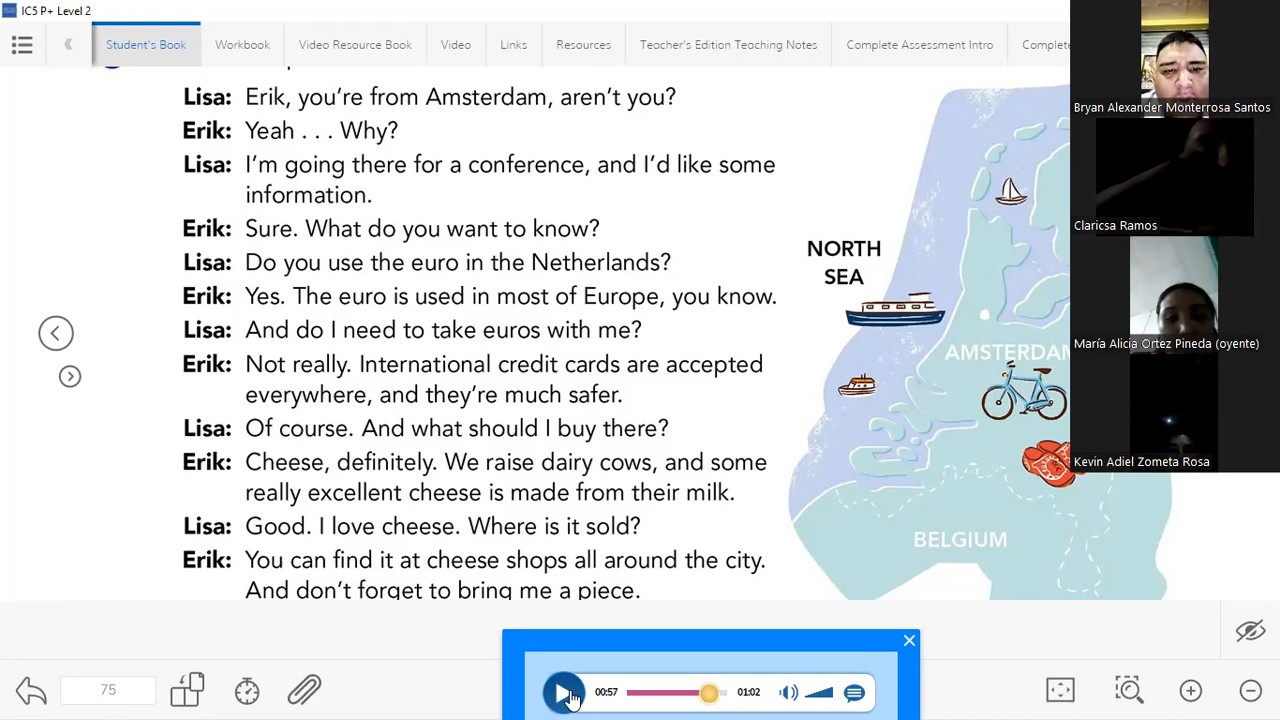 IC5 P+ Level 2
Student's Book
Workbook
Video Resource Book
Resources
Teacher's Edition Teaching Notes
Complete Assessment Intro
Lisa: Erik, you're from Amsterdam, aren't you?
Erik: Yeah . . . Why?
Lisa: I'm going there for a conference, and I'd like some
information.
Erik: Sure. What do you want to know?
Lisa: Do you use the euro in the Netherlands?
Erik: Yes. The euro is used in most of Europe, you know.
Lisa: And do I need to take euros with me?
Erik: Not really. International credit cards are accepted
everywhere, and they're much safer.
Lisa: Of course. And what should I buy there?
Erik: Cheese, definitely. We raise dairy cows, and some
really excellent cheese is made from their milk.
Lisa: Good. I love cheese. Where is it sold?
Erik: You can find it at cheese shops all around the city.
And don't forget to bring me a piece.
NORTH
SEA
AMSTERDAM
BELGIUM
Bryan Alexander Monterrosa Santos
Claricsa Ramos
María Alicia Ortez Pineda (oyente)
Kevin Adiel Zometa Rosa
75
00:57
01:02